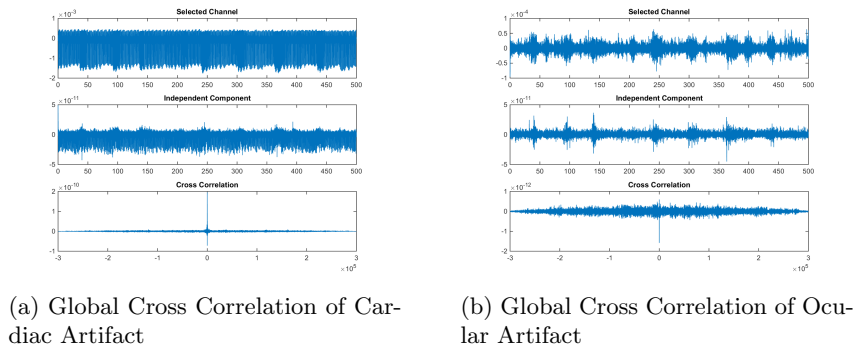 Selected Channel
×10⁻³
1
0
-1
-2
0 50 100 150 200 250 300 350 400 450 500
Independent Component
×10⁻¹¹
5
0
-5
0 50 100 150 200 250 300 350 400 450 500
Cross Correlation
×10⁻¹⁰
2
1
0
-1
-3 -2 -1 0 1 2 3
×10⁵
(a) Global Cross Correlation of Car-
diac Artifact
Selected Channel
×10⁻⁴
1
0.5
0
-0.5
-1
0 50 100 150 200 250 300 350 400 450 500
Independent Component
×10⁻¹¹
5
0
-5
0 50 100 150 200 250 300 350 400 450 500
Cross Correlation
×10⁻¹²
2
1
0
-1
-2
-3 -2 -1 0 1 2 3
×10⁵
(b) Global Cross Correlation of Ocu-
lar Artifact